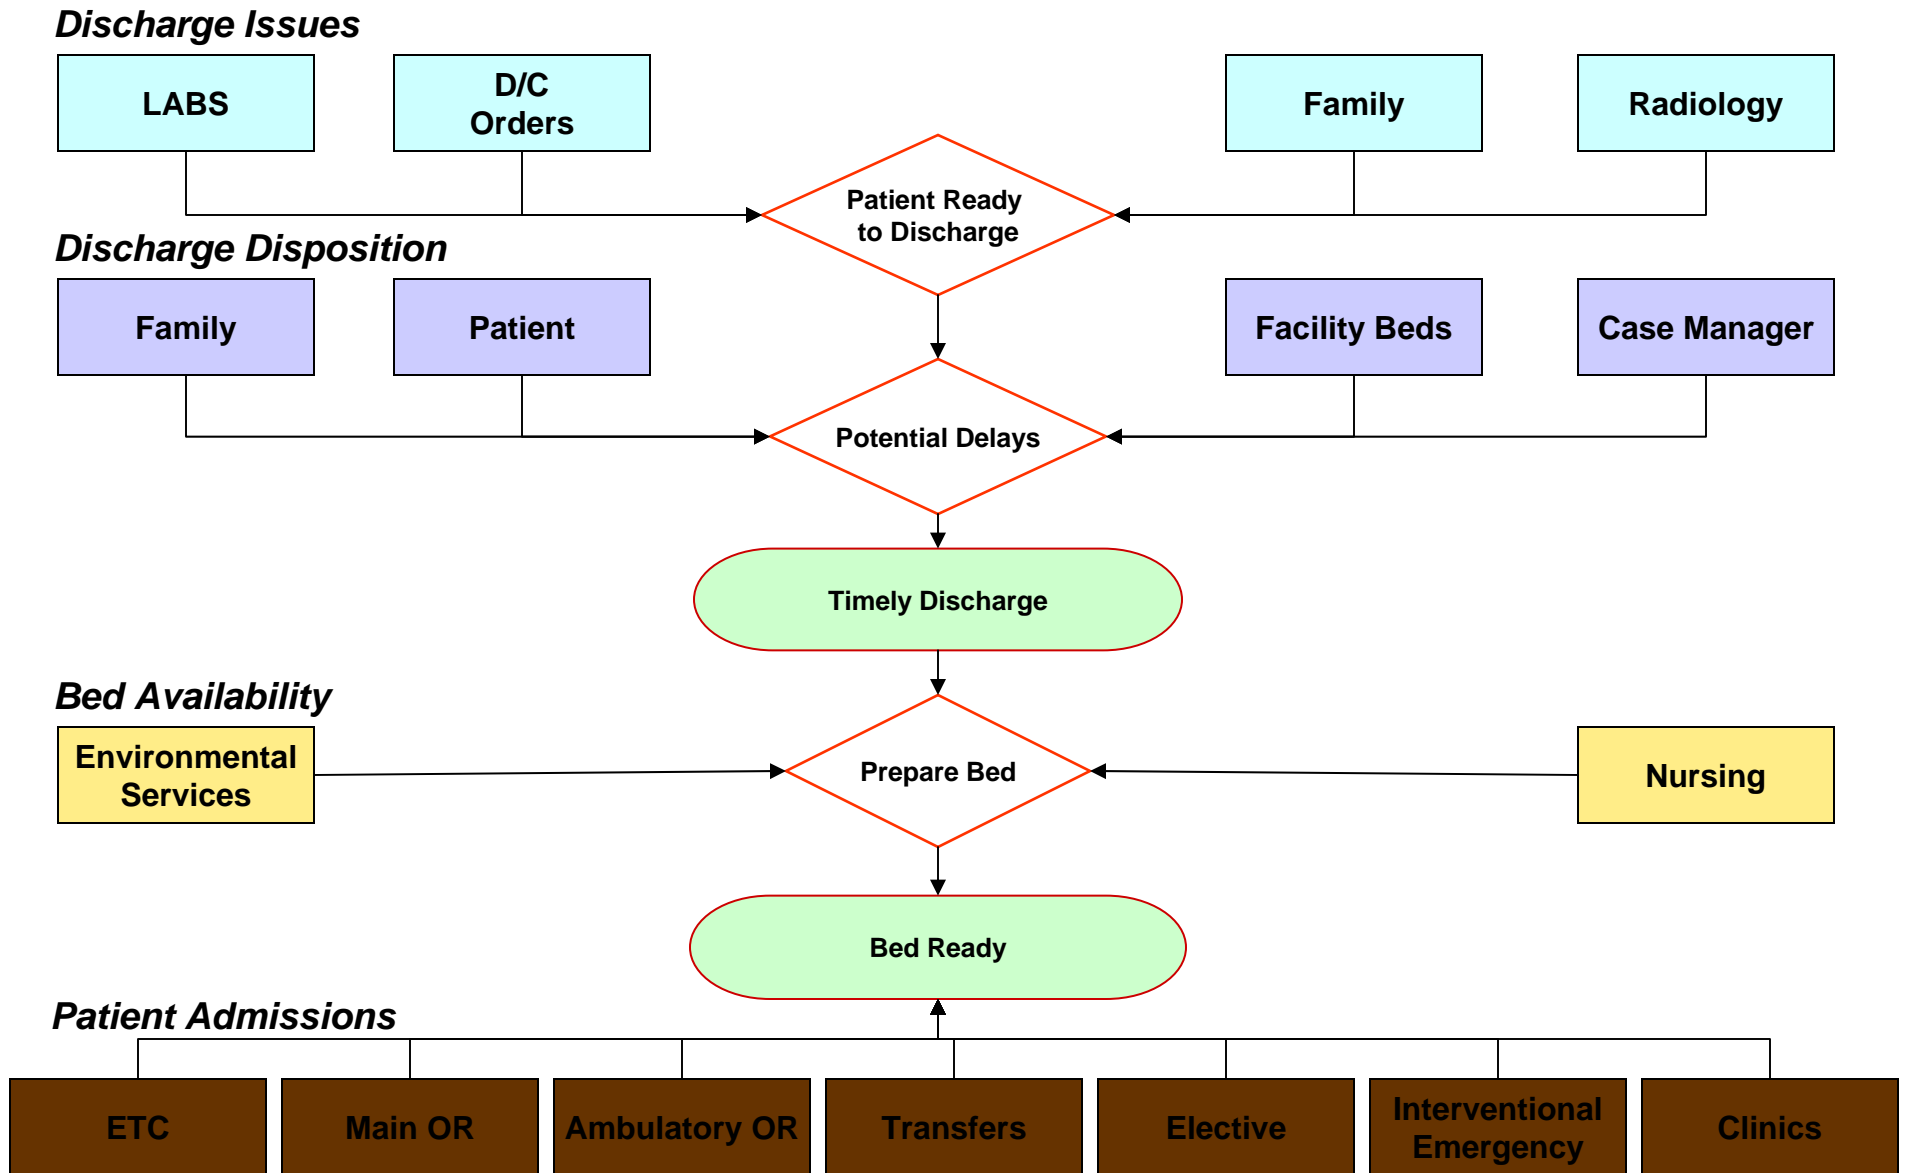 Discharge Issues
LABS
D/C
Orders
Family
Radiology
Patient Ready
to Discharge
Discharge Disposition
Family
Patient
Facility Beds
Case Manager
Potential Delays
Timely Discharge
Bed Availability
Environmental
Services
Prepare Bed
Nursing
Bed Ready
Patient Admissions
ETC
Main OR
Ambulatory OR
Transfers
Elective
Interventional
Emergency
Clinics